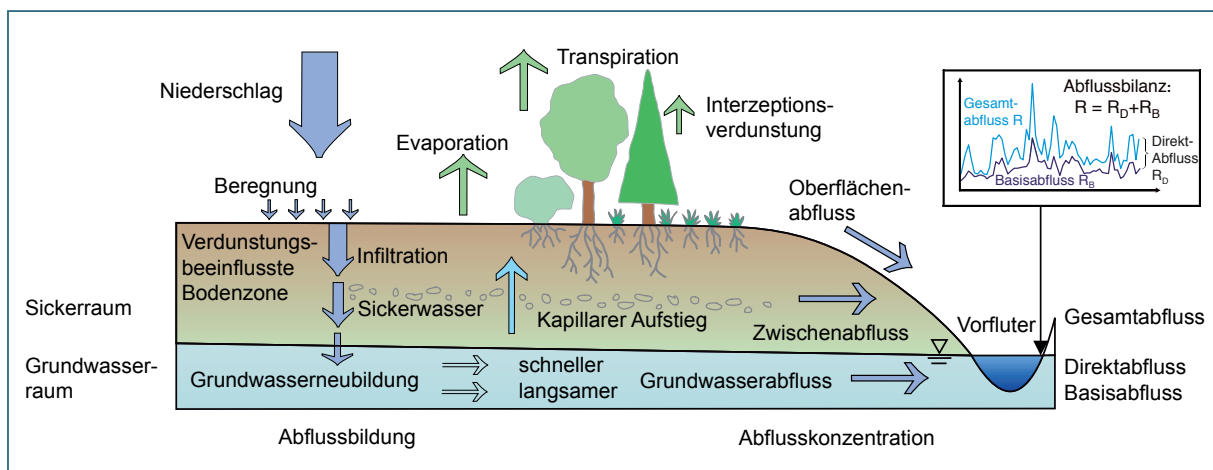 Niederschlag
Transpiration
Interzeptions-
verdunstung
Evaporation
Beregnung
Oberflächen-
abfluss
Abflussbilanz:
R = RD+RB
Gesamt-
abfluss R
Direkt-
Abfluss
RD
Basisabfluss RB
Verdunstungs-
beeinflusste
Bodenzone
Infiltration
Sickerraum
Sickerwasser
Kapillarer Aufstieg
Zwischenabfluss
Vorfluter
Gesamtabfluss
Grundwasser-
raum
Grundwasserneubildung
schneller
langsamer
Grundwasserabfluss
Direktabfluss
Basisabfluss
Abflussbildung
Abflusskonzentration